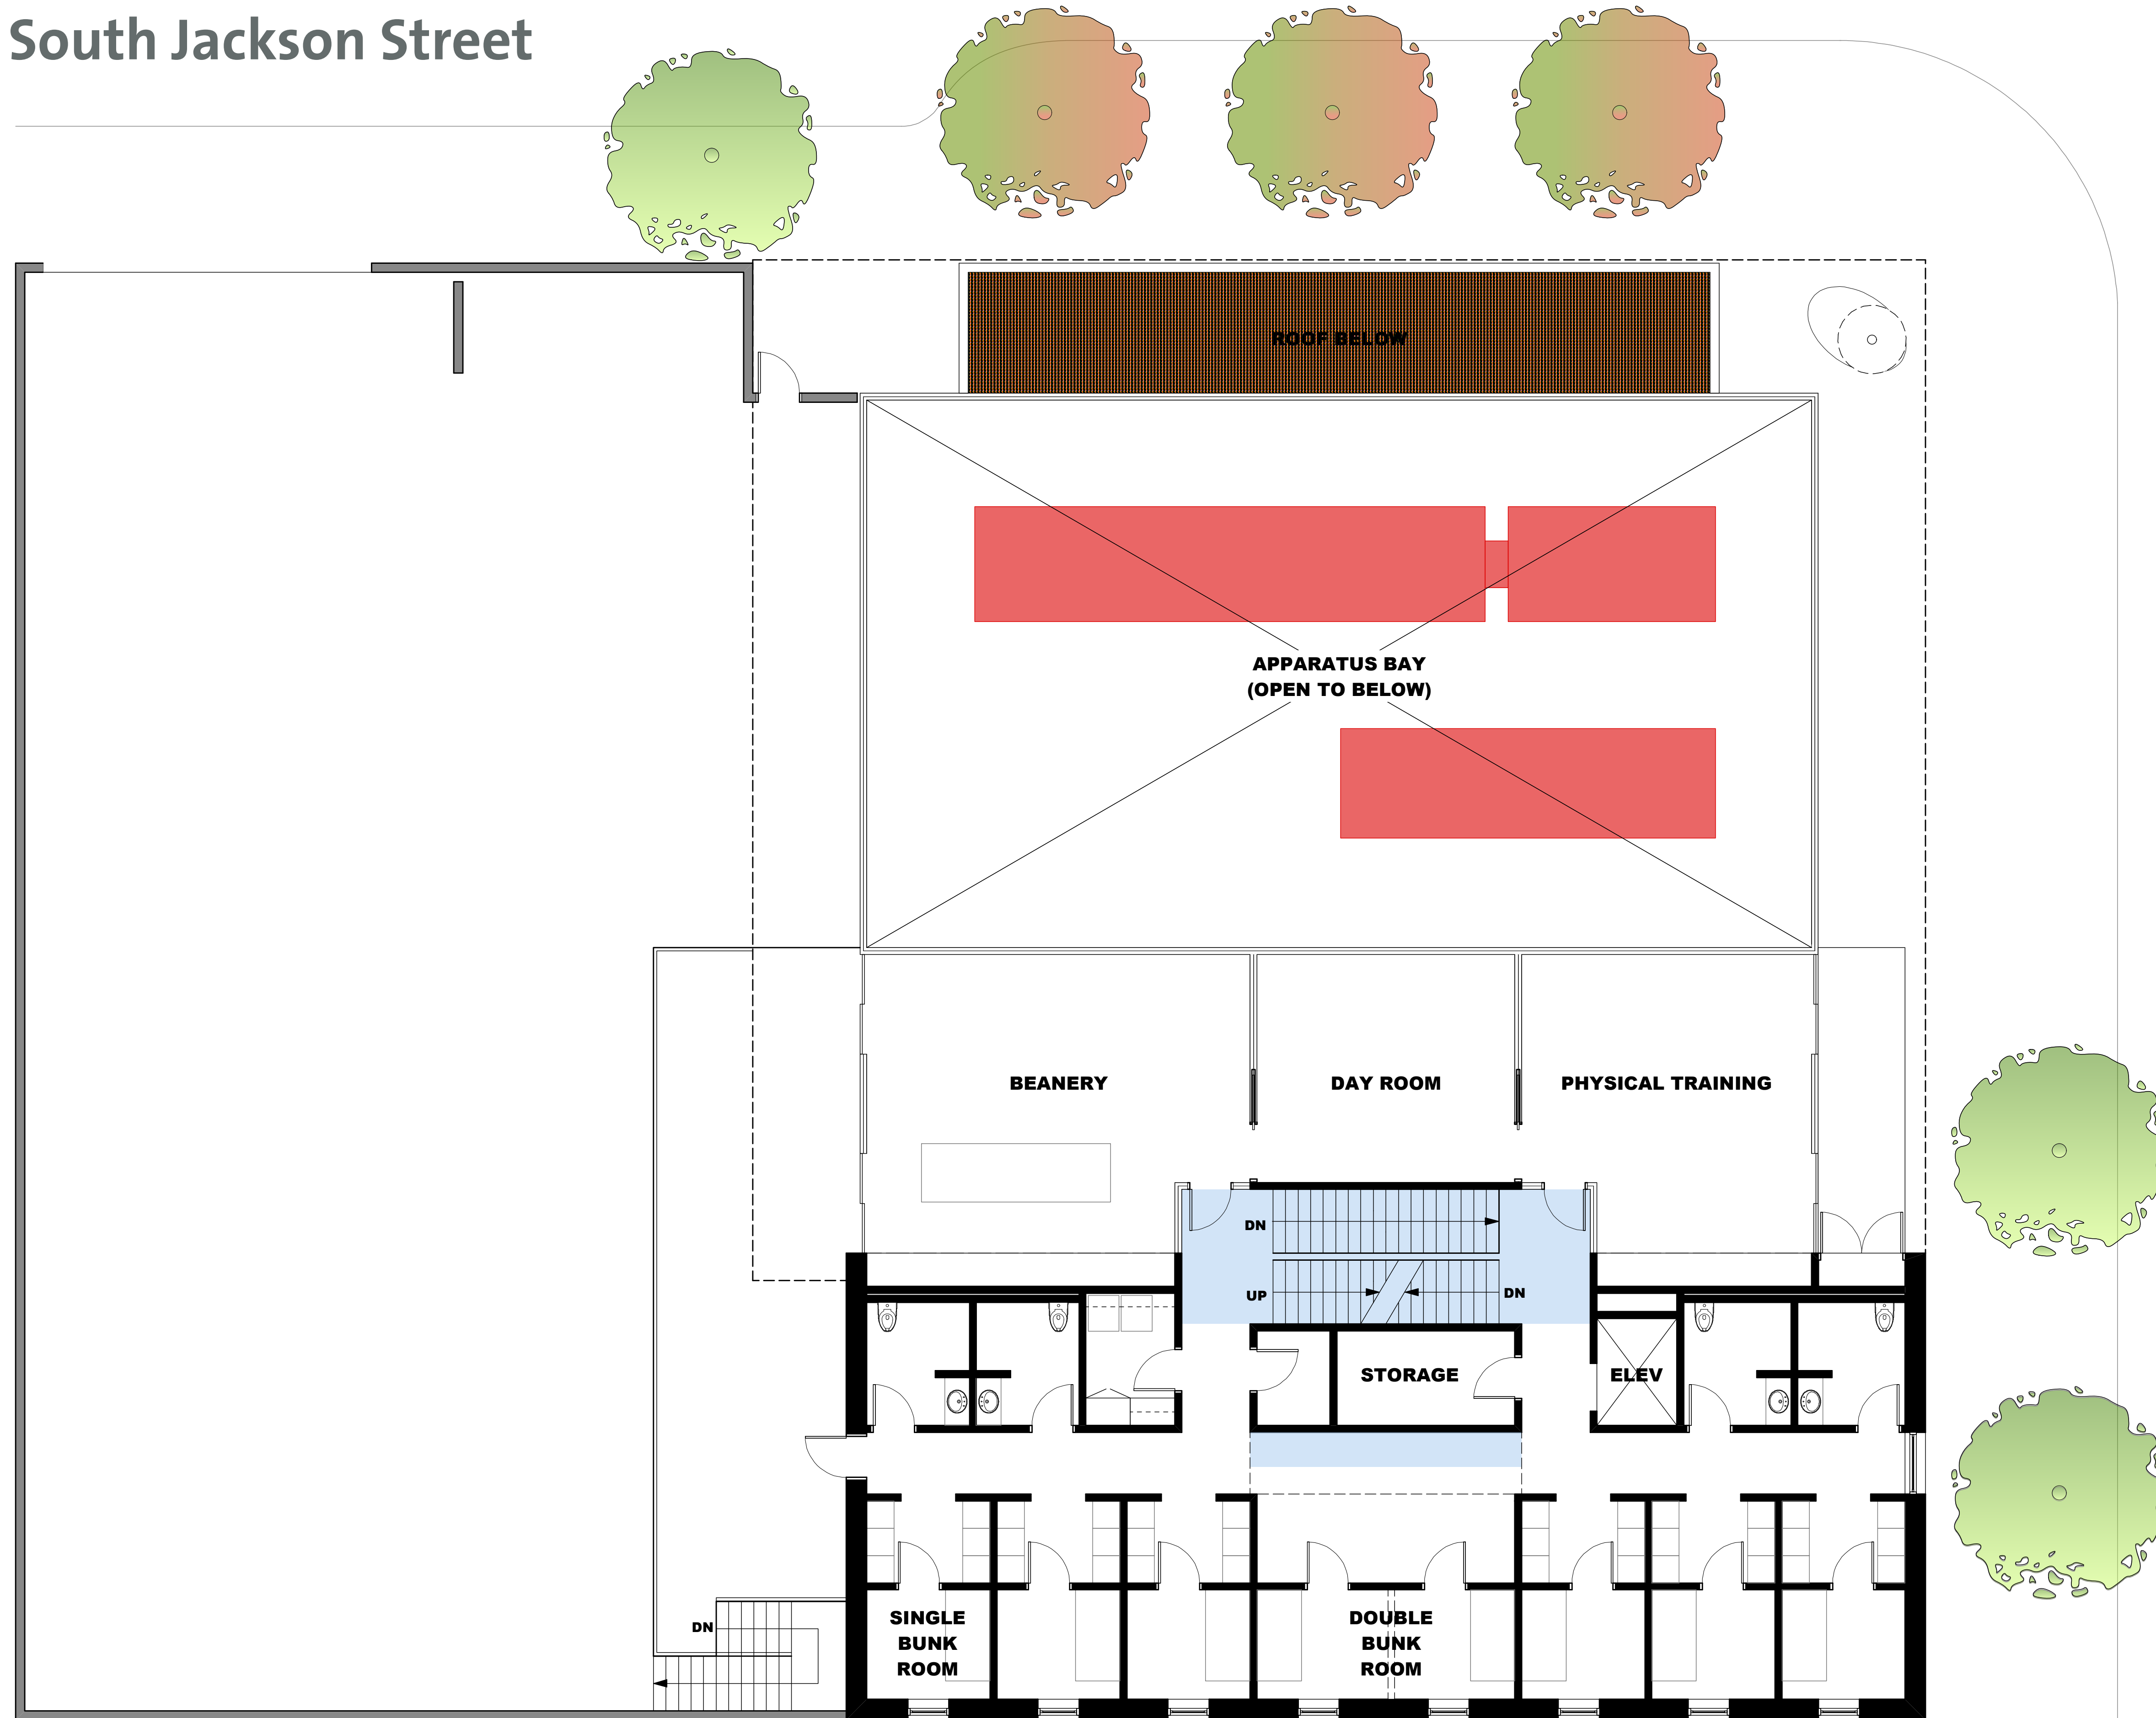 South Jackson Street
ROOF BELOW
APPARATUS BAY
(OPEN TO BELOW)
BEANERY
DAY ROOM
PHYSICAL TRAINING
DN
UP
DN
STORAGE
ELEV
DN
SINGLE
BUNK
ROOM
DOUBLE
BUNK
ROOM